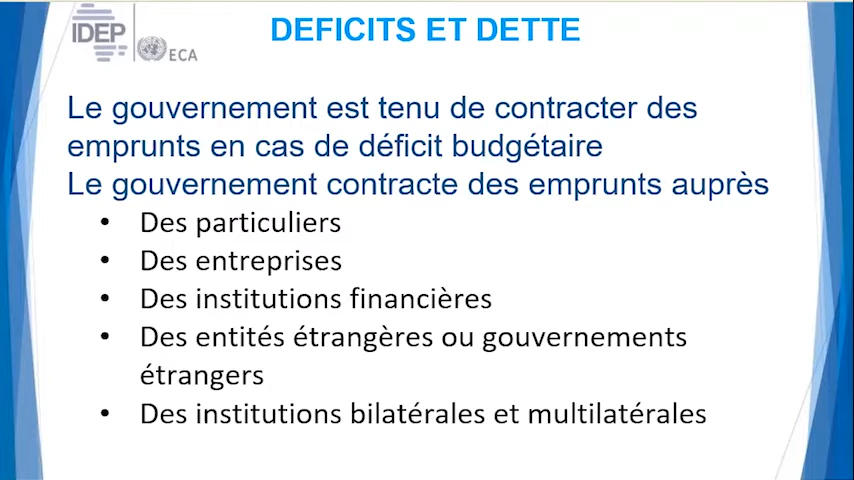 IDEP
ECA
DEFICITS ET DETTE
Le gouvernement est tenu de contracter des
emprunts en cas de déficit budgétaire
Le gouvernement contracte des emprunts auprès
• Des particuliers
• Des entreprises
• Des institutions financières
• Des entités étrangères ou gouvernements
étrangers
• Des institutions bilatérales et multilatérales